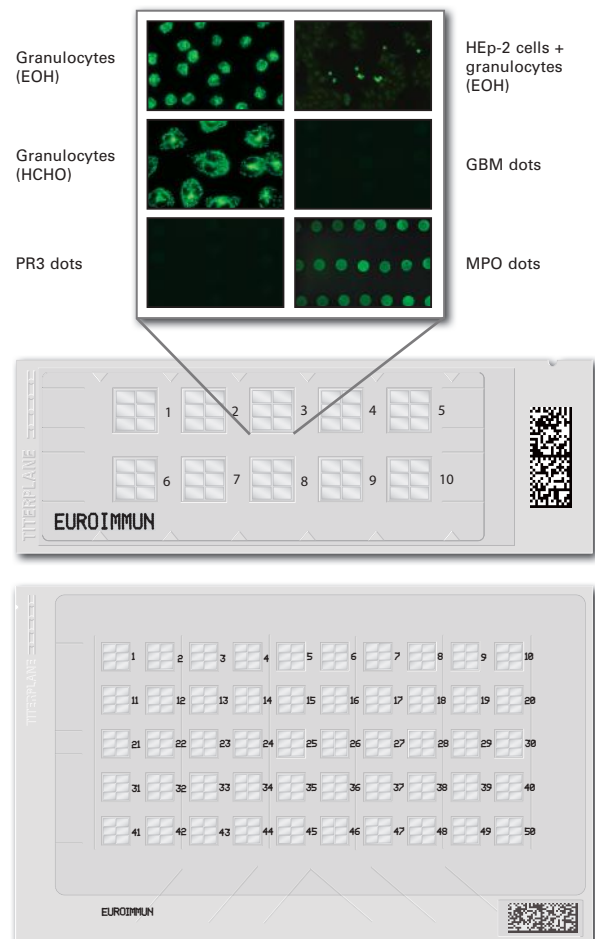 Granulocytes
(EOH)
HEp-2 cells +
granulocytes
(EOH)
Granulocytes
(HCHO)
GBM dots
PR3 dots
MPO dots
1 2 3 4 5
6 7 8 9 10
TITERPLANE
EUROIMMUN
TITERPLANE
1 2 3 4 5 6 7 8 9 10
11 12 13 14 15 16 17 18 19 20
21 22 23 24 25 26 27 28 29 30
31 32 33 34 35 36 37 38 39 40
41 42 43 44 45 46 47 48 49 50
EUROIMMUN